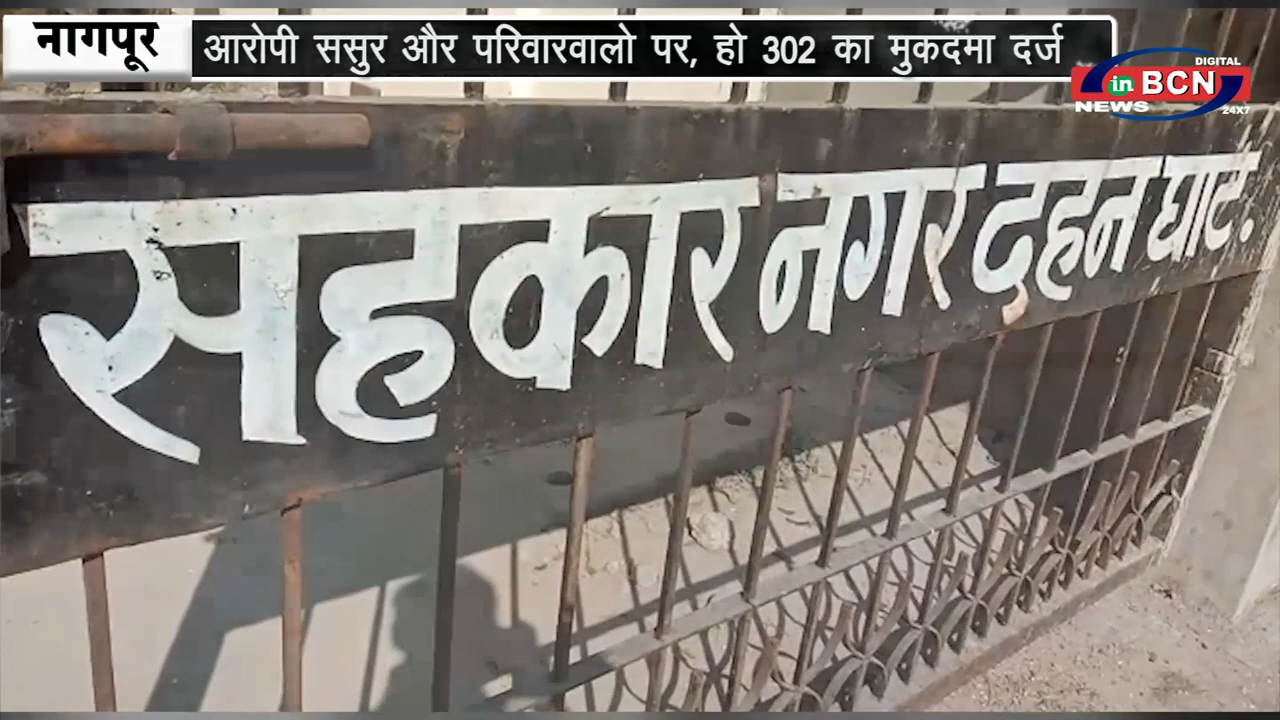 नागपूर
आरोपी ससुर और परिवारवालो पर, हो 302 का मुकदमा दर्ज
DIGITAL
in BCN
NEWS
24X7
सहकार नगर दहन घाट.